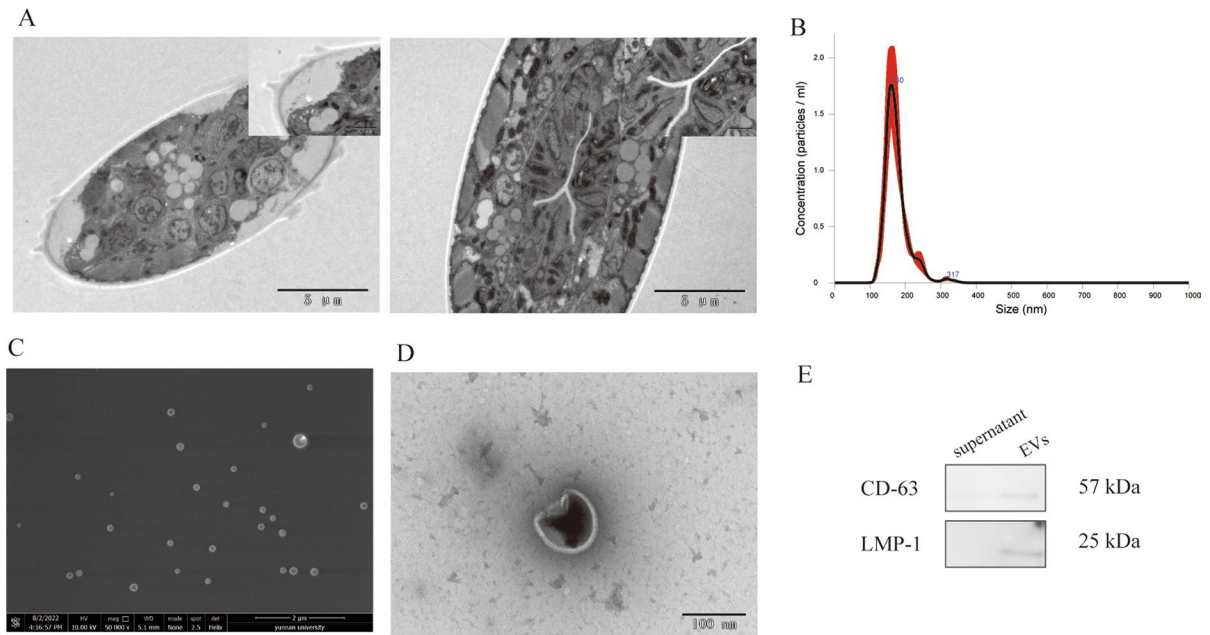 A
5 μm
5 μm
B
Concentration (particles / ml)
2.0
1.5
1.0
0.5
0
317
0 100 200 300 400 500 600 700 800 900 1000
Size (nm)
C
8/2/2022 HV mag WD mode spot det 2 μm
4:16:57 PM 10.00 kV 50 000 x 5.1 mm None 2.5 Helix yunnan university
D
100 nm
E
supernatant EVs
CD-63 57 kDa
LMP-1 25 kDa